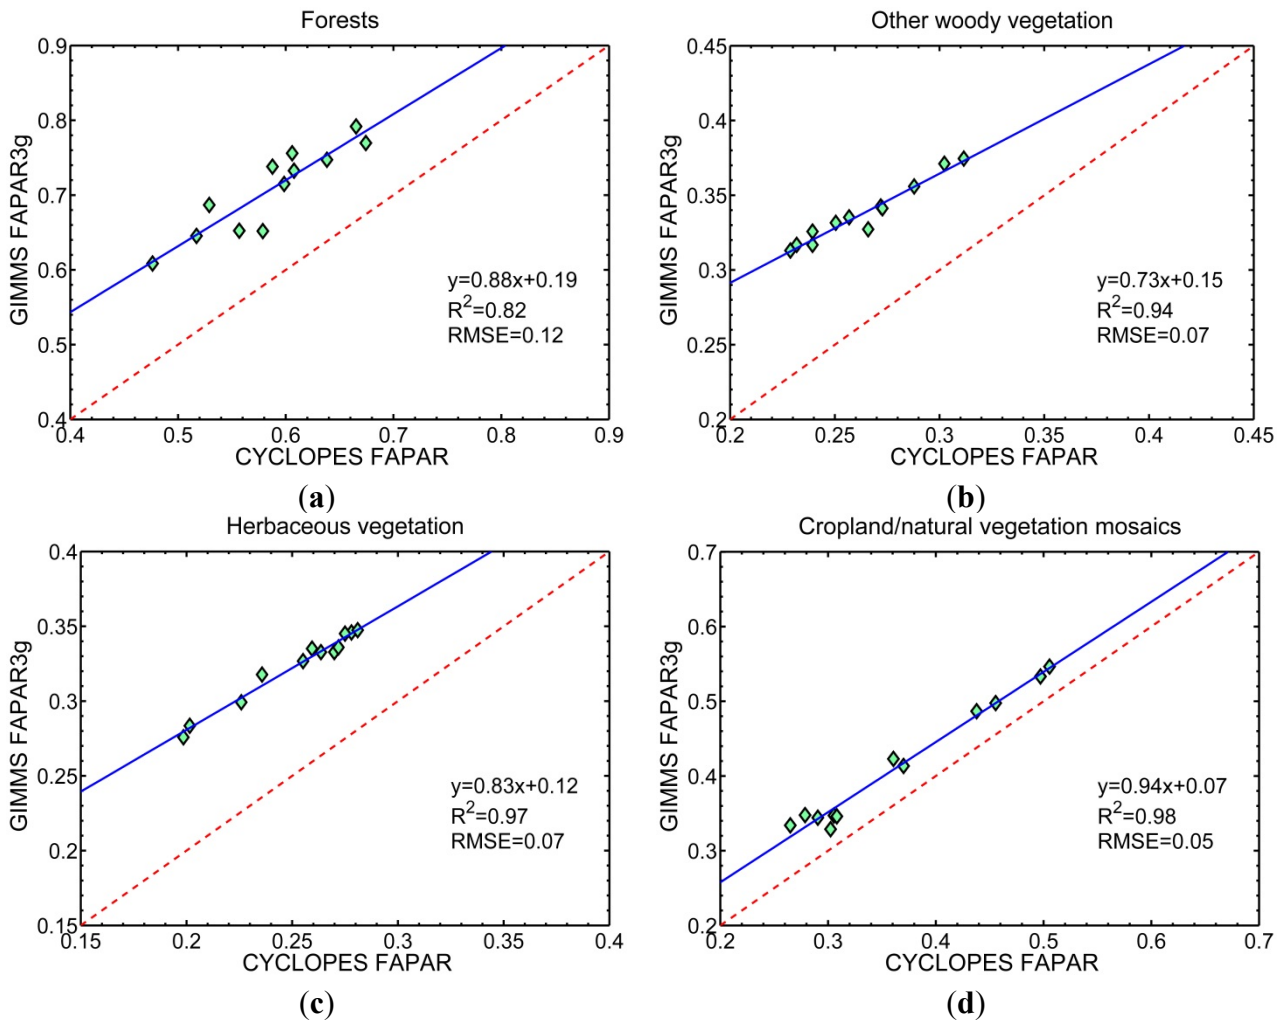 Forests
GIMMS FAPAR3g
0.9
0.8
0.7
0.6
0.5
0.4
y=0.88x+0.19
R²=0.82
RMSE=0.12
0.4 0.5 0.6 0.7 0.8 0.9
CYCLOPES FAPAR
(a)
Other woody vegetation
GIMMS FAPAR3g
0.45
0.4
0.35
0.3
0.25
0.2
y=0.73x+0.15
R²=0.94
RMSE=0.07
0.2 0.25 0.3 0.35 0.4 0.45
CYCLOPES FAPAR
(b)
Herbaceous vegetation
GIMMS FAPAR3g
0.4
0.35
0.3
0.25
0.2
0.15
y=0.83x+0.12
R²=0.97
RMSE=0.07
0.15 0.2 0.25 0.3 0.35 0.4
CYCLOPES FAPAR
(c)
Cropland/natural vegetation mosaics
GIMMS FAPAR3g
0.7
0.6
0.5
0.4
0.3
0.2
y=0.94x+0.07
R²=0.98
RMSE=0.05
0.2 0.3 0.4 0.5 0.6 0.7
CYCLOPES FAPAR
(d)